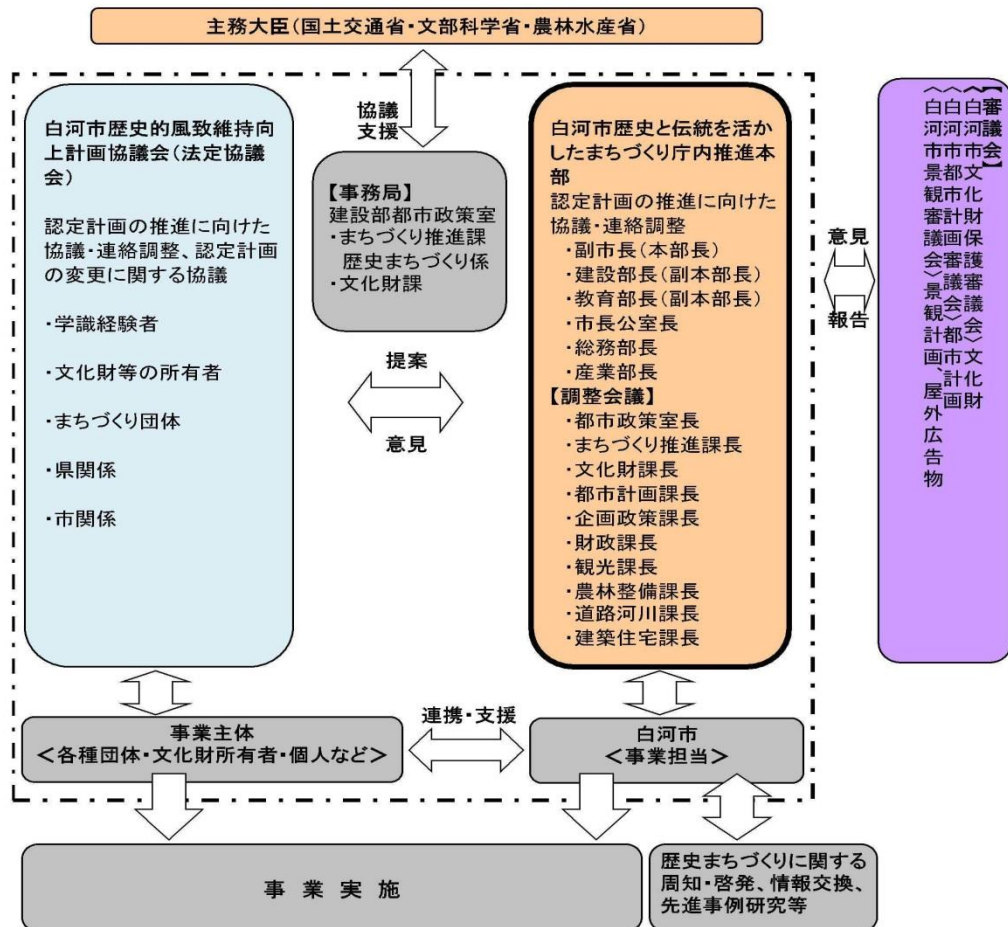 主務大臣（国土交通省・文部科学省・農林水産省）
協議
支援
白河市歴史的風致維持向
上計画協議会（法定協議
会）
認定計画の推進に向けた
協議・連絡調整、認定計画
の変更に関する協議
・学識経験者
・文化財等の所有者
・まちづくり団体
・県関係
・市関係
【事務局】
建設部都市政策室
・まちづくり推進課
歴史まちづくり係
・文化財課
提案
意見
白河市歴史と伝統を活か
したまちづくり庁内推進本
部
認定計画の推進に向けた
協議・連絡調整
・副市長（本部長）
・建設部長（副本部長）
・教育部長（副本部長）
・市長公室長
・総務部長
・産業部長
【調整会議】
・都市政策室長
・まちづくり推進課長
・文化財課長
・都市計画課長
・企画政策課長
・財政課長
・観光課長
・農林整備課長
・道路河川課長
・建築住宅課長
意見
報告
【審議会】
〈白河市文化財保護審議会〉文化財
〈白河市都市計画審議会〉都市計画
〈白河市景観審議会〉景観計画、屋外広告物
事業主体
＜各種団体・文化財所有者・個人など＞
連携・支援
白河市
＜事業担当＞
事 業 実 施
歴史まちづくりに関する
周知・啓発、情報交換、
先進事例研究等